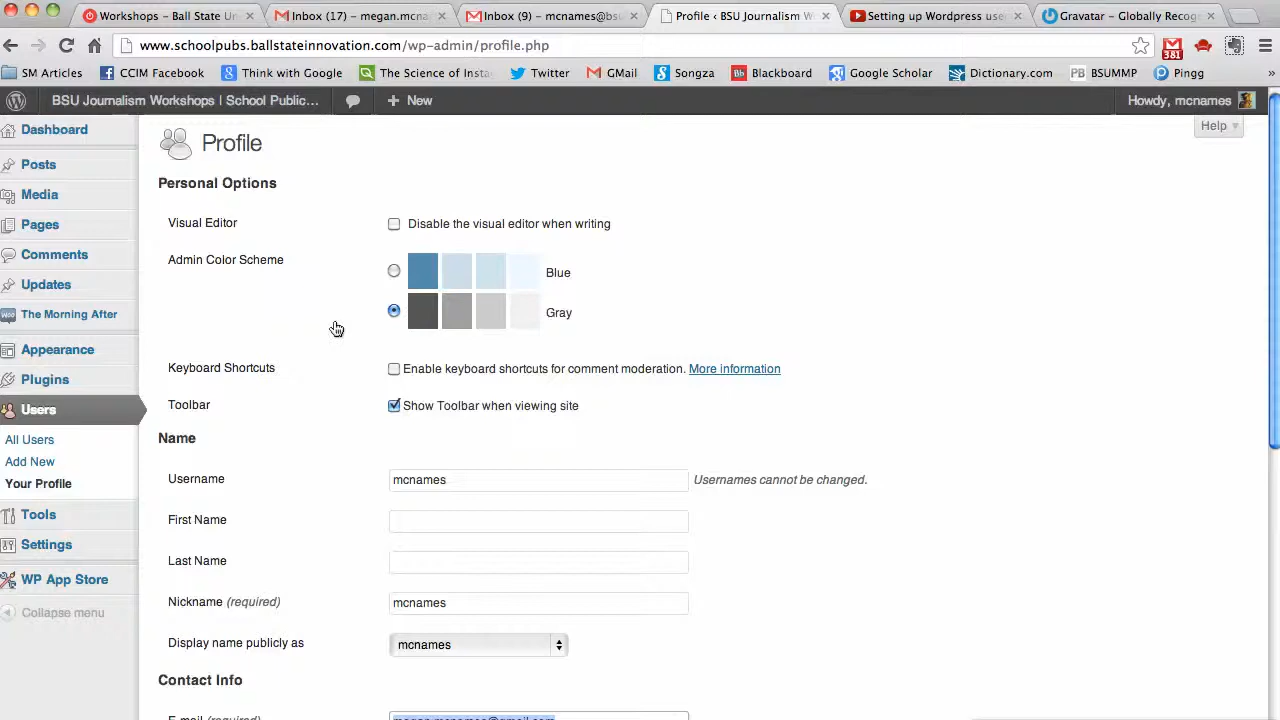 Workshops – Ball State U
Inbox (17) – megan.mcna
Inbox (9) – mcnames@bs
Profile ‹ BSU Journalism W
Setting up Wordpress use
Gravatar – Globally Recog
www.schoolpubs.ballstateinnovation.com/wp-admin/profile.php
381
SM Articles
CCIM Facebook
Think with Google
The Science of Insta
Twitter
GMail
Songza
Blackboard
Google Scholar
Dictionary.com
PB BSUMMP
Pingg
»
BSU Journalism Workshops | School Public...
+ New
Howdy, mcnames
Help
Dashboard
Posts
Media
Pages
Comments
Updates
The Morning After
Appearance
Plugins
Users
All Users
Add New
Your Profile
Tools
Settings
WP App Store
Collapse menu
Profile
Personal Options
Visual Editor
Disable the visual editor when writing
Admin Color Scheme
Blue
Gray
Keyboard Shortcuts
Enable keyboard shortcuts for comment moderation. More information
Toolbar
Show Toolbar when viewing site
Name
Username
mcnames
Usernames cannot be changed.
First Name
Last Name
Nickname (required)
mcnames
Display name publicly as
mcnames
Contact Info
E-mail (required)
megan.mcnames@gmail.com